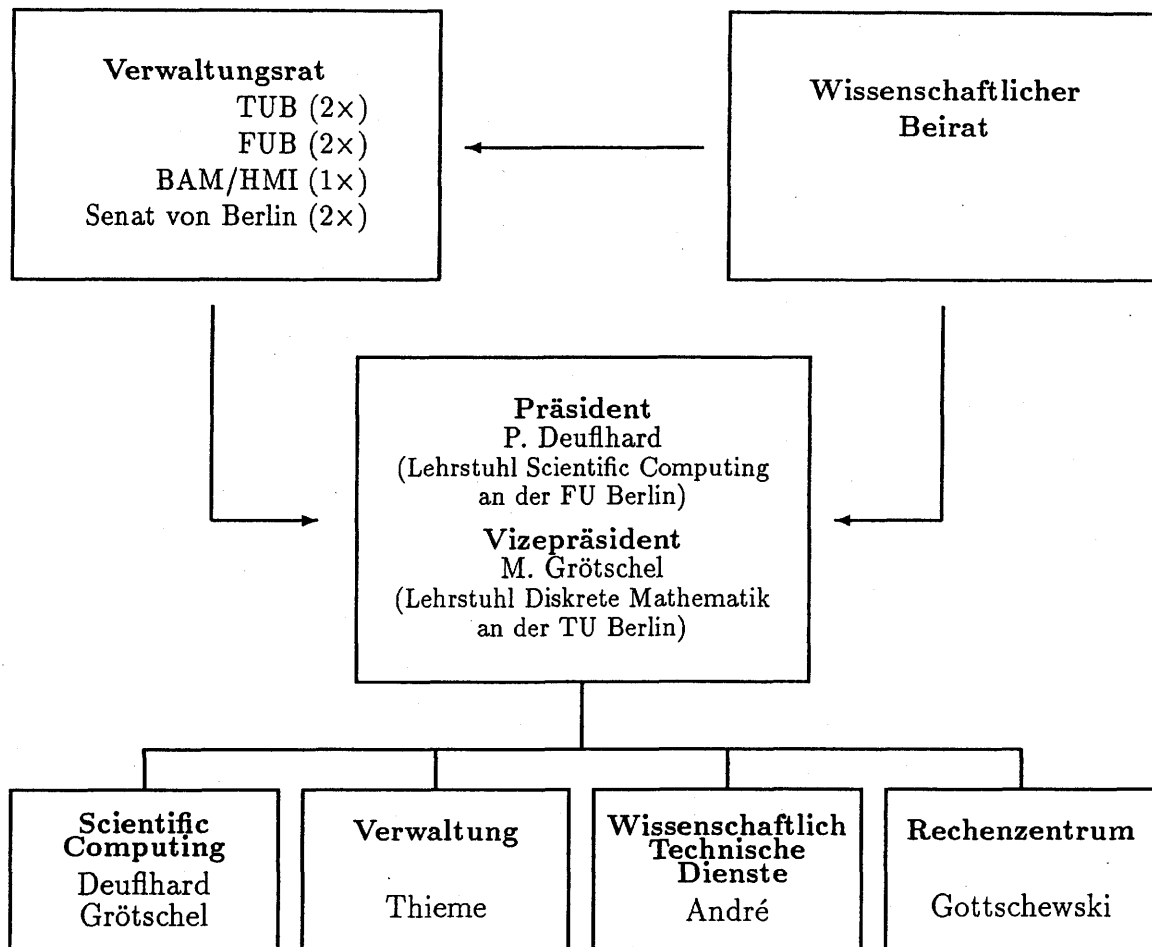 Verwaltungsrat
TUB (2×)
FUB (2×)
BAM/HMI (1×)
Senat von Berlin (2×)
Wissenschaftlicher
Beirat
Präsident
P. Deuflhard
(Lehrstuhl Scientific Computing
an der FU Berlin)
Vizepräsident
M. Grötschel
(Lehrstuhl Diskrete Mathematik
an der TU Berlin)
Scientific
Computing
Deuflhard
Grötschel
Verwaltung
Thieme
Wissenschaftlich
Technische
Dienste
André
Rechenzentrum
Gottschewski